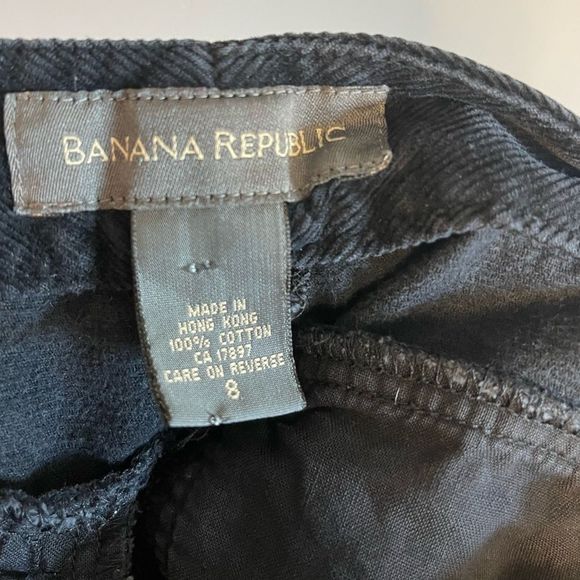 BANANA REPUBLIC
MADE IN
HONG KONG
100% COTTON
CA 17897
CARE ON REVERSE
8